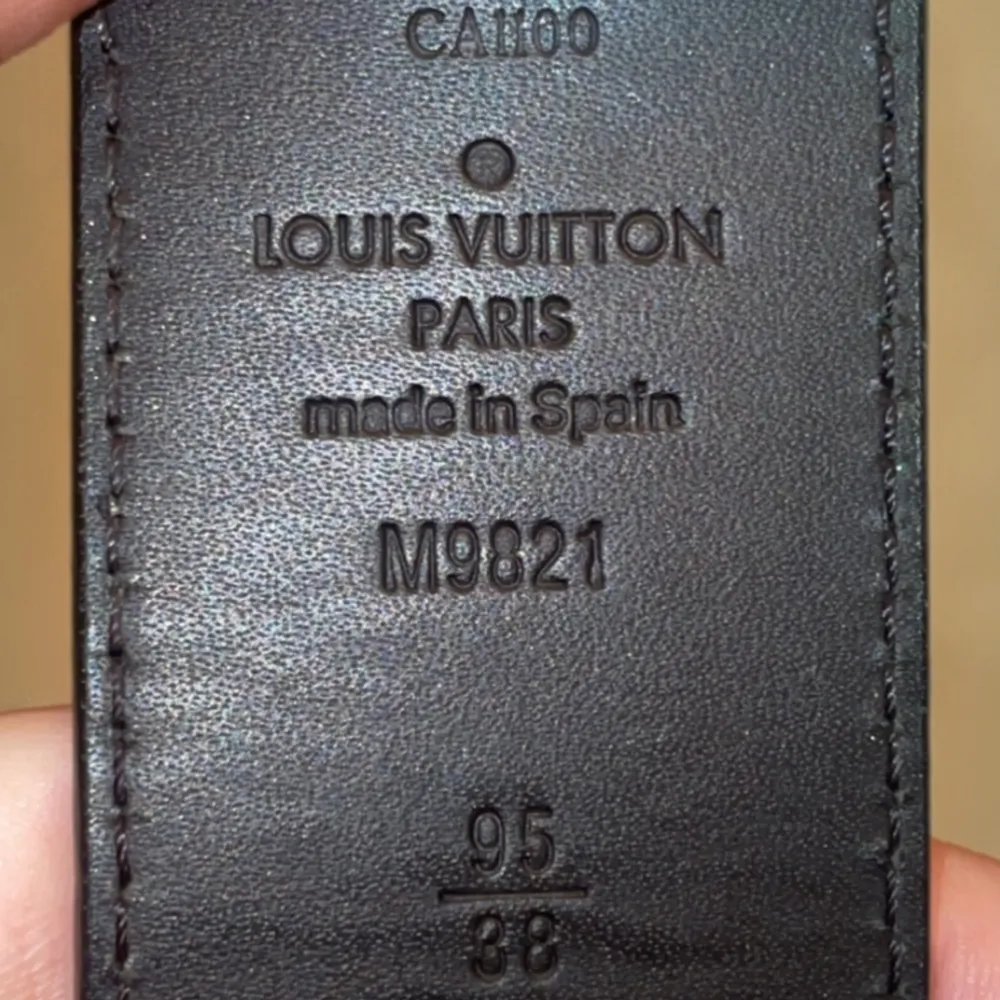 CA1100
LOUIS VUITTON
PARIS
made in Spain
M9821
95
38